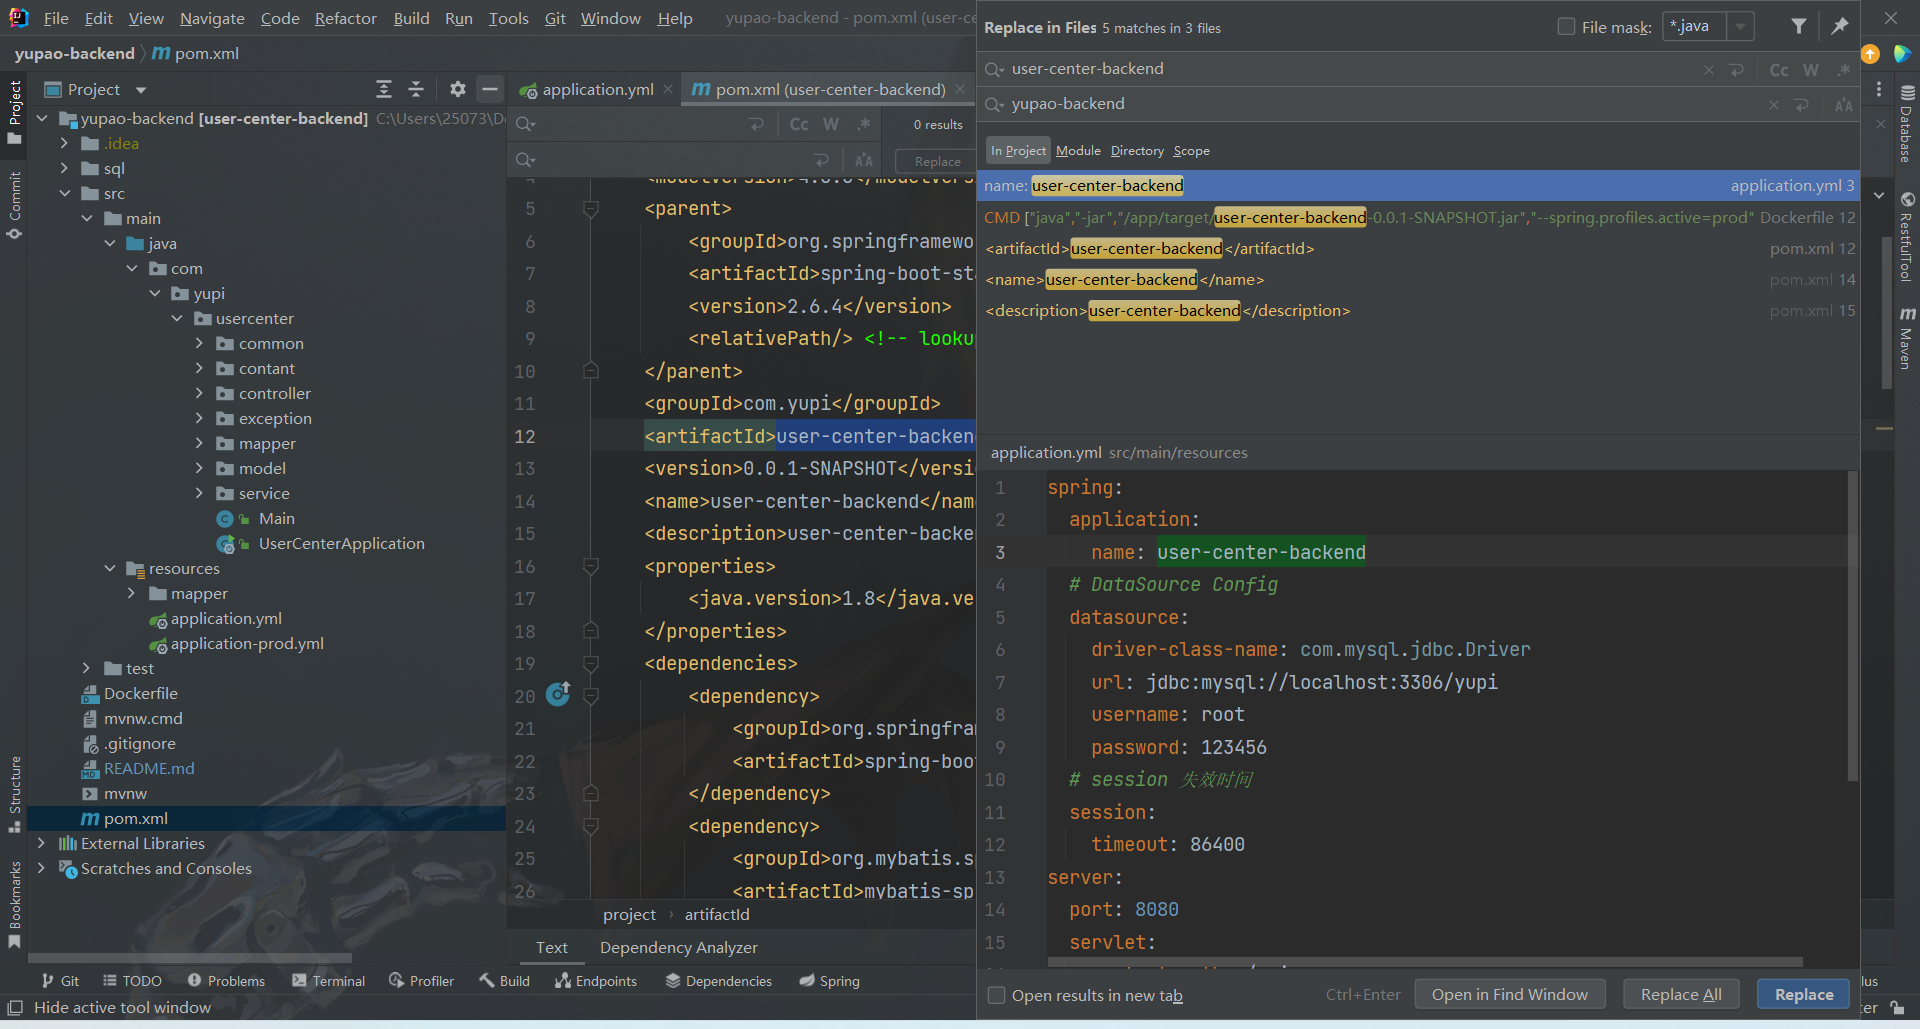 File Edit View Navigate Code Refactor Build Run Tools Git Window Help yupao-backend - pom.xml (user-ce
yupao-backend pom.xml
Project
Commit
Structure
Bookmarks
Project
yupao-backend [user-center-backend] C:\Users\25073\D
.idea
sql
src
main
java
com
yupi
usercenter
common
contant
controller
exception
mapper
model
service
Main
UserCenterApplication
resources
mapper
application.yml
application-prod.yml
test
Dockerfile
mvnw.cmd
.gitignore
README.md
mvnw
pom.xml
External Libraries
Scratches and Consoles
application.yml pom.xml (user-center-backend)
Cc W .* 0 results
Replace
5 <parent>
6 <groupId>org.springframewo
7 <artifactId>spring-boot-sta
8 <version>2.6.4</version>
9 <relativePath/> <!-- looku
10 </parent>
11 <groupId>com.yupi</groupId>
12 <artifactId>user-center-backen
13 <version>0.0.1-SNAPSHOT</versi
14 <name>user-center-backend</nam
15 <description>user-center-backe
16 <properties>
17 <java.version>1.8</java.ve
18 </properties>
19 <dependencies>
20 <dependency>
21 <groupId>org.springfra
22 <artifactId>spring-boot
23 </dependency>
24 <dependency>
25 <groupId>org.mybatis.s
26 <artifactId>mybatis-sp
project › artifactId
Text Dependency Analyzer
Replace in Files 5 matches in 3 files File mask: *.java
user-center-backend Cc W .*
yupao-backend
In Project Module Directory Scope
name: user-center-backend application.yml 3
CMD ["java","-jar","/app/target/user-center-backend-0.0.1-SNAPSHOT.jar","--spring.profiles.active=prod" Dockerfile 12
<artifactId>user-center-backend</artifactId> pom.xml 12
<name>user-center-backend</name> pom.xml 14
<description>user-center-backend</description> pom.xml 15
application.yml src/main/resources
1 spring:
2 application:
3 name: user-center-backend
4 # DataSource Config
5 datasource:
6 driver-class-name: com.mysql.jdbc.Driver
7 url: jdbc:mysql://localhost:3306/yupi
8 username: root
9 password: 123456
10 # session 失效时间
11 session:
12 timeout: 86400
13 server:
14 port: 8080
15 servlet:
Open results in new tab Ctrl+Enter Open in Find Window Replace All Replace
Database
RestfulTool
Maven
Git TODO Problems Terminal Profiler Build Endpoints Dependencies Spring lus
Hide active tool window